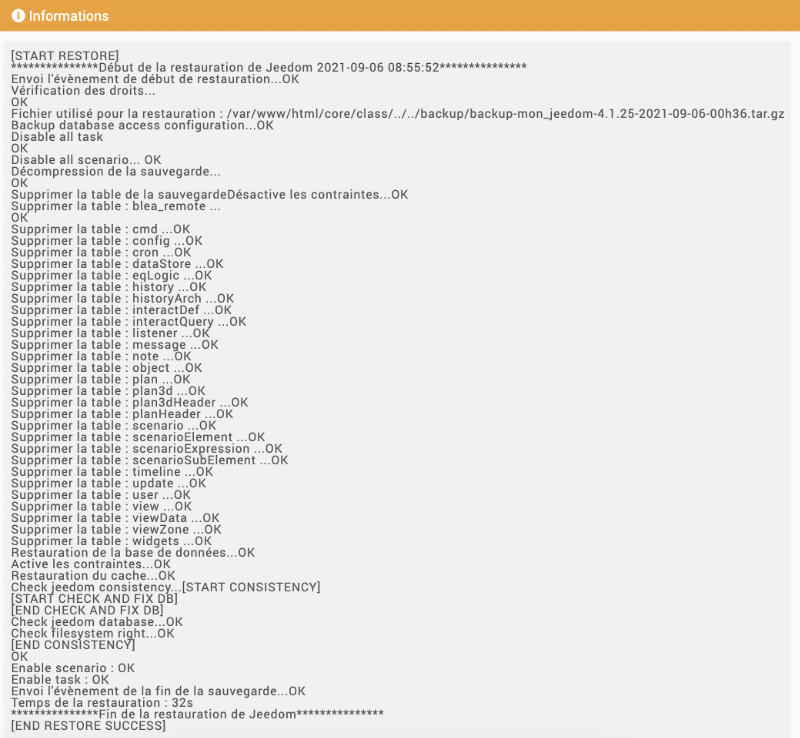 Informations
[START RESTORE]
***************Début de la restauration de Jeedom 2021-09-06 08:55:52***************
Envoi l'évènement de début de restauration...OK
Vérification des droits...
OK
Fichier utilisé pour la restauration : /var/www/html/core/class/../../backup/backup-mon_jeedom-4.1.25-2021-09-06-00h36.tar.gz
Backup database access configuration...OK
Disable all task
OK
Disable all scenario... OK
Décompression de la sauvegarde...
OK
Supprimer la table de la sauvegardeDésactive les contraintes...OK
Supprimer la table : blea_remote ...
OK
Supprimer la table : cmd ...OK
Supprimer la table : config ...OK
Supprimer la table : cron ...OK
Supprimer la table : dataStore ...OK
Supprimer la table : eqLogic ...OK
Supprimer la table : history ...OK
Supprimer la table : historyArch ...OK
Supprimer la table : interactDef ...OK
Supprimer la table : interactQuery ...OK
Supprimer la table : listener ...OK
Supprimer la table : message ...OK
Supprimer la table : note ...OK
Supprimer la table : object ...OK
Supprimer la table : plan ...OK
Supprimer la table : plan3d ...OK
Supprimer la table : plan3dHeader ...OK
Supprimer la table : planHeader ...OK
Supprimer la table : scenario ...OK
Supprimer la table : scenarioElement ...OK
Supprimer la table : scenarioExpression ...OK
Supprimer la table : scenarioSubElement ...OK
Supprimer la table : timeline ...OK
Supprimer la table : update ...OK
Supprimer la table : user ...OK
Supprimer la table : view ...OK
Supprimer la table : viewData ...OK
Supprimer la table : viewZone ...OK
Supprimer la table : widgets ...OK
Restauration de la base de données...OK
Active les contraintes...OK
Restauration du cache...OK
Check jeedom consistency...[START CONSISTENCY]
[START CHECK AND FIX DB]
[END CHECK AND FIX DB]
Check jeedom database...OK
Check filesystem right...OK
[END CONSISTENCY]
OK
Enable scenario : OK
Enable task : OK
Envoi l'évènement de la fin de la sauvegarde...OK
Temps de la restauration : 32s
***************Fin de la restauration de Jeedom***************
[END RESTORE SUCCESS]